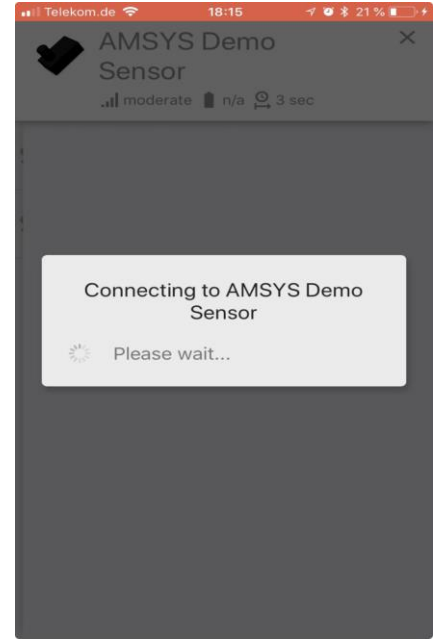 Telekom.de 18:15 21 %
AMSYS Demo
Sensor
moderate n/a 3 sec
Connecting to AMSYS Demo
Sensor
Please wait...